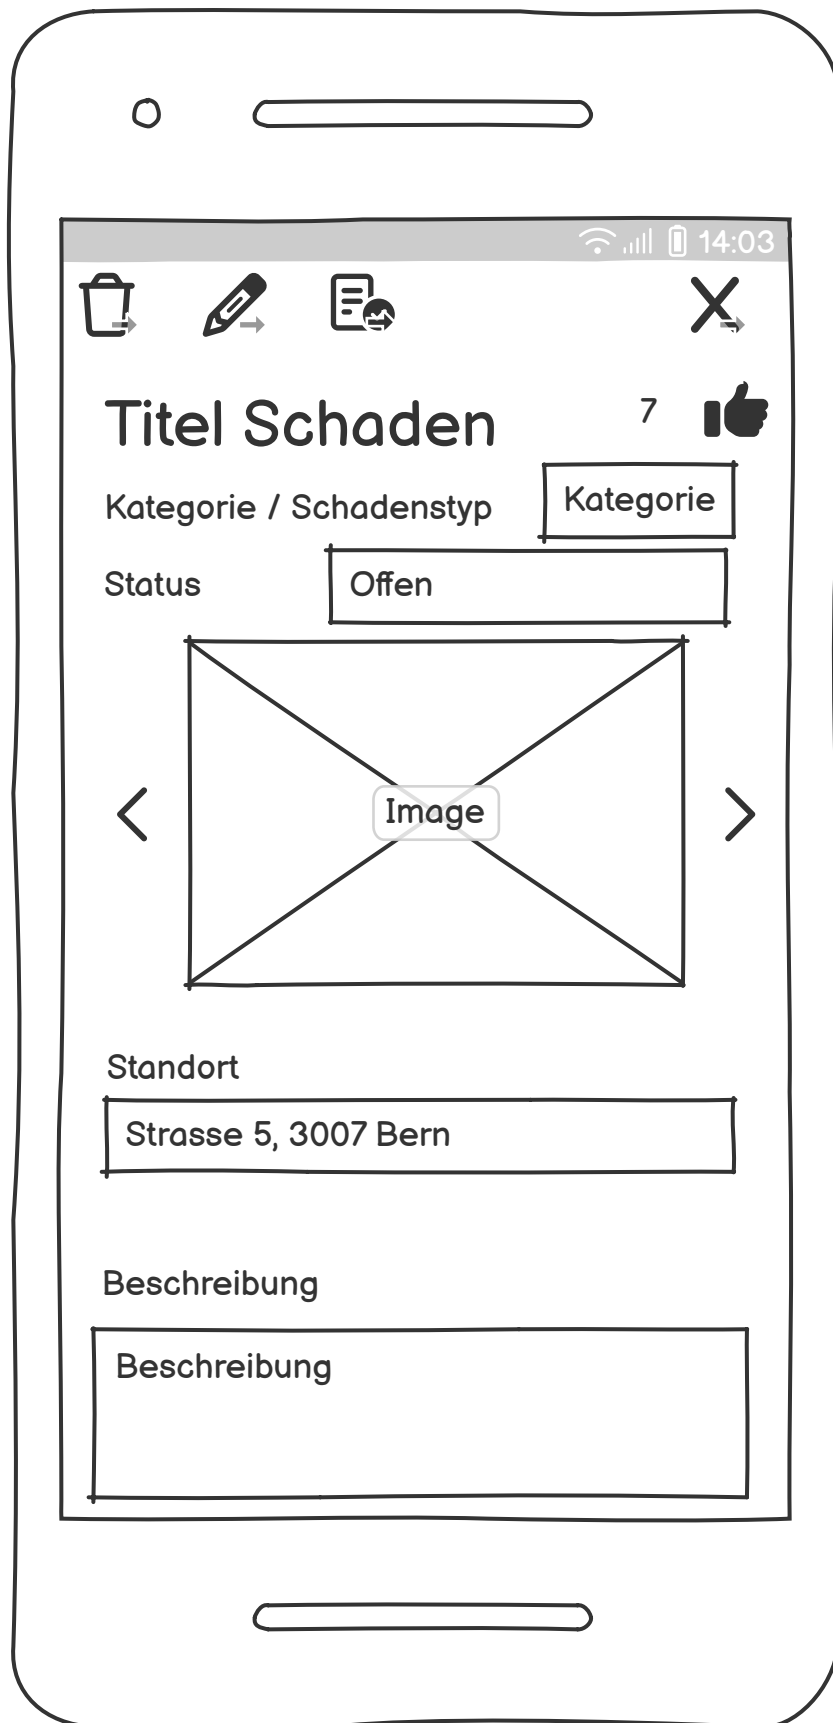 14:03
Titel Schaden
7
Kategorie / Schadenstyp
Kategorie
Status
Offen
Image
Standort
Strasse 5, 3007 Bern
Beschreibung
Beschreibung